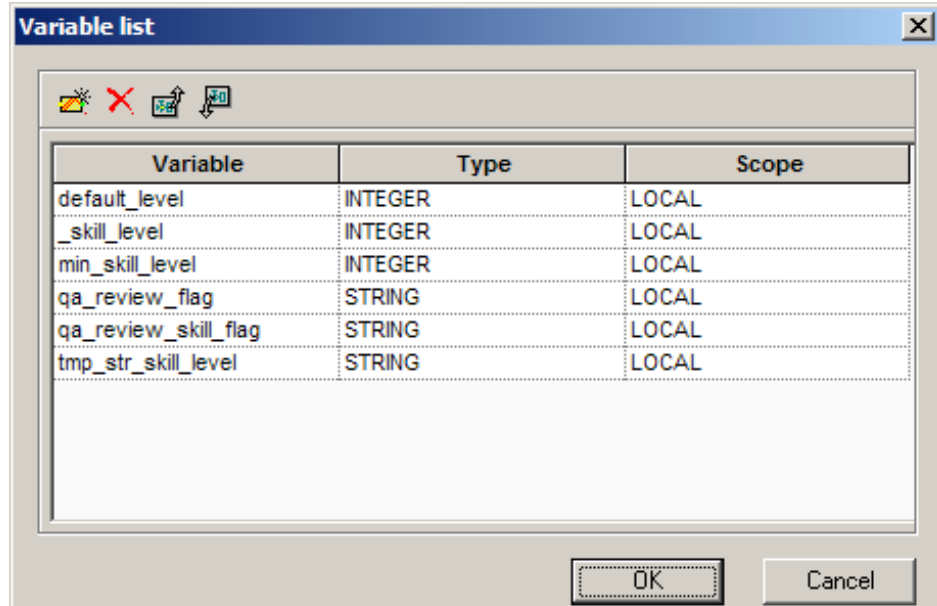 Variable list
Variable Type Scope
default_level INTEGER LOCAL
_skill_level INTEGER LOCAL
min_skill_level INTEGER LOCAL
qa_review_flag STRING LOCAL
qa_review_skill_flag STRING LOCAL
tmp_str_skill_level STRING LOCAL
OK Cancel